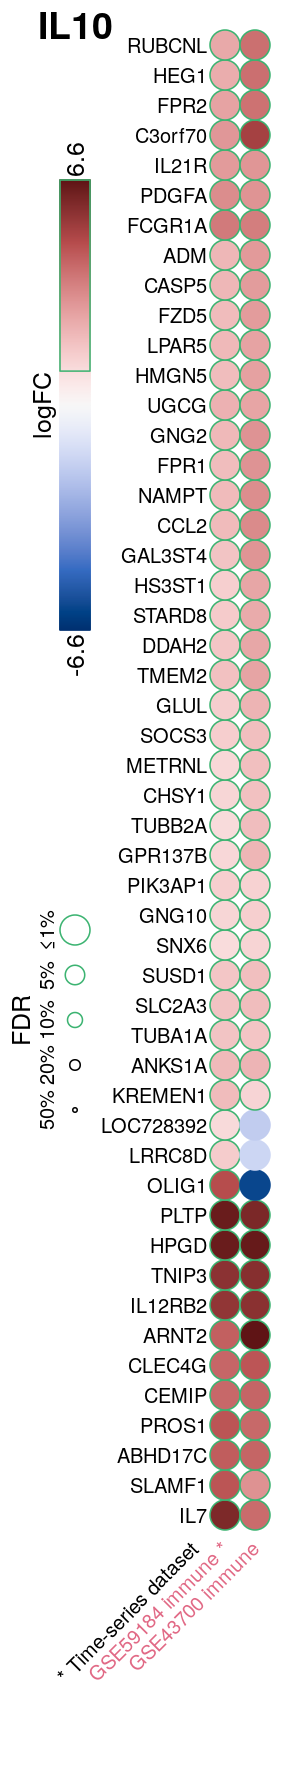 IL10
RUBCNL
HEG1
FPR2
C3orf70
IL21R
PDGFA
FCGR1A
ADM
CASP5
FZD5
LPAR5
HMGN5
UGCG
GNG2
FPR1
NAMPT
CCL2
GAL3ST4
HS3ST1
STARD8
DDAH2
TMEM2
GLUL
SOCS3
METRNL
CHSY1
TUBB2A
GPR137B
PIK3AP1
GNG10
SNX6
SUSD1
SLC2A3
TUBA1A
ANKS1A
KREMEN1
LOC728392
LRRC8D
OLIG1
PLTP
HPGD
TNIP3
IL12RB2
ARNT2
CLEC4G
CEMIP
PROS1
ABHD17C
SLAMF1
IL7
logFC
-6.6
6.6
FDR
50% 20% 10% 5% ≤1%
* Time-series dataset
GSE59184 immune *
GSE43700 immune